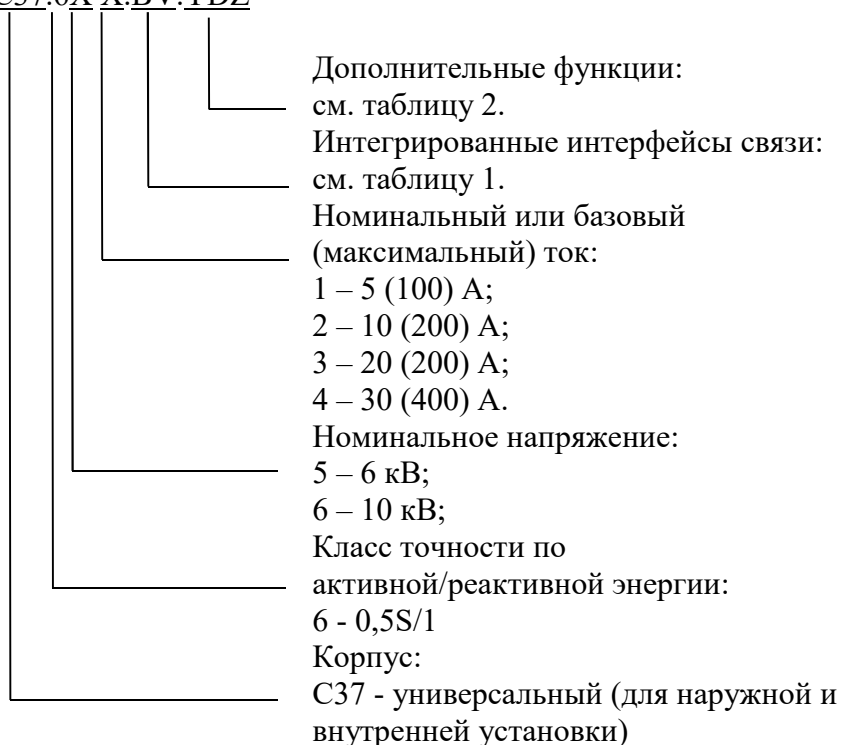 Дополнительные функции:
см. таблицу 2.
Интегрированные интерфейсы связи:
см. таблицу 1.
Номинальный или базовый
(максимальный) ток:
1 – 5 (100) А;
2 – 10 (200) А;
3 – 20 (200) А;
4 – 30 (400) А.
Номинальное напряжение:
5 – 6 кВ;
6 – 10 кВ;
Класс точности по
активной/реактивной энергии:
6 - 0,5S/1
Корпус:
С37 - универсальный (для наружной и
внутренней установки)